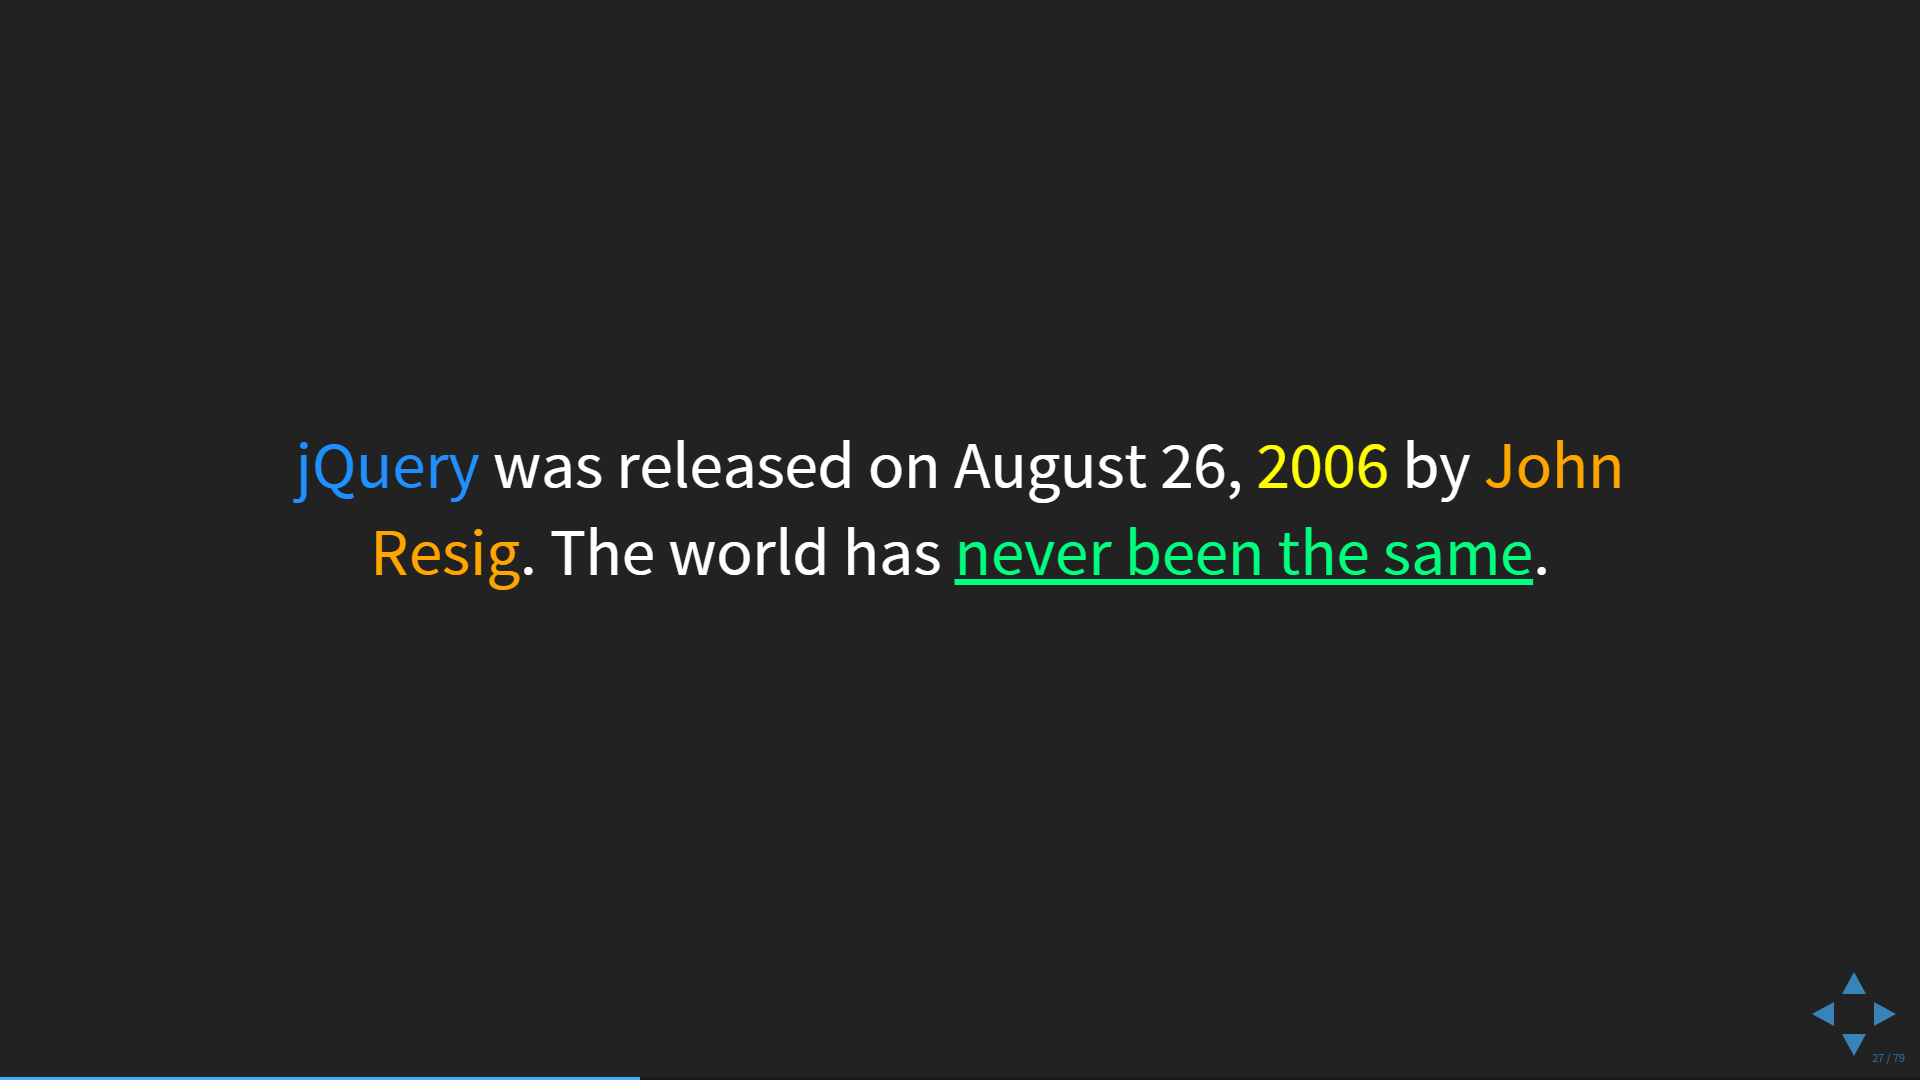 jQuery was released on August 26, 2006 by John
Resig. The world has never been the same.
27 / 79